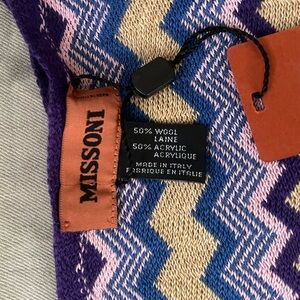 MISSONI
50% WOOL
LAINE
50% ACRYLIC
ACRYLIQUE
MADE IN ITALY
FABRIQUE EN ITALIE